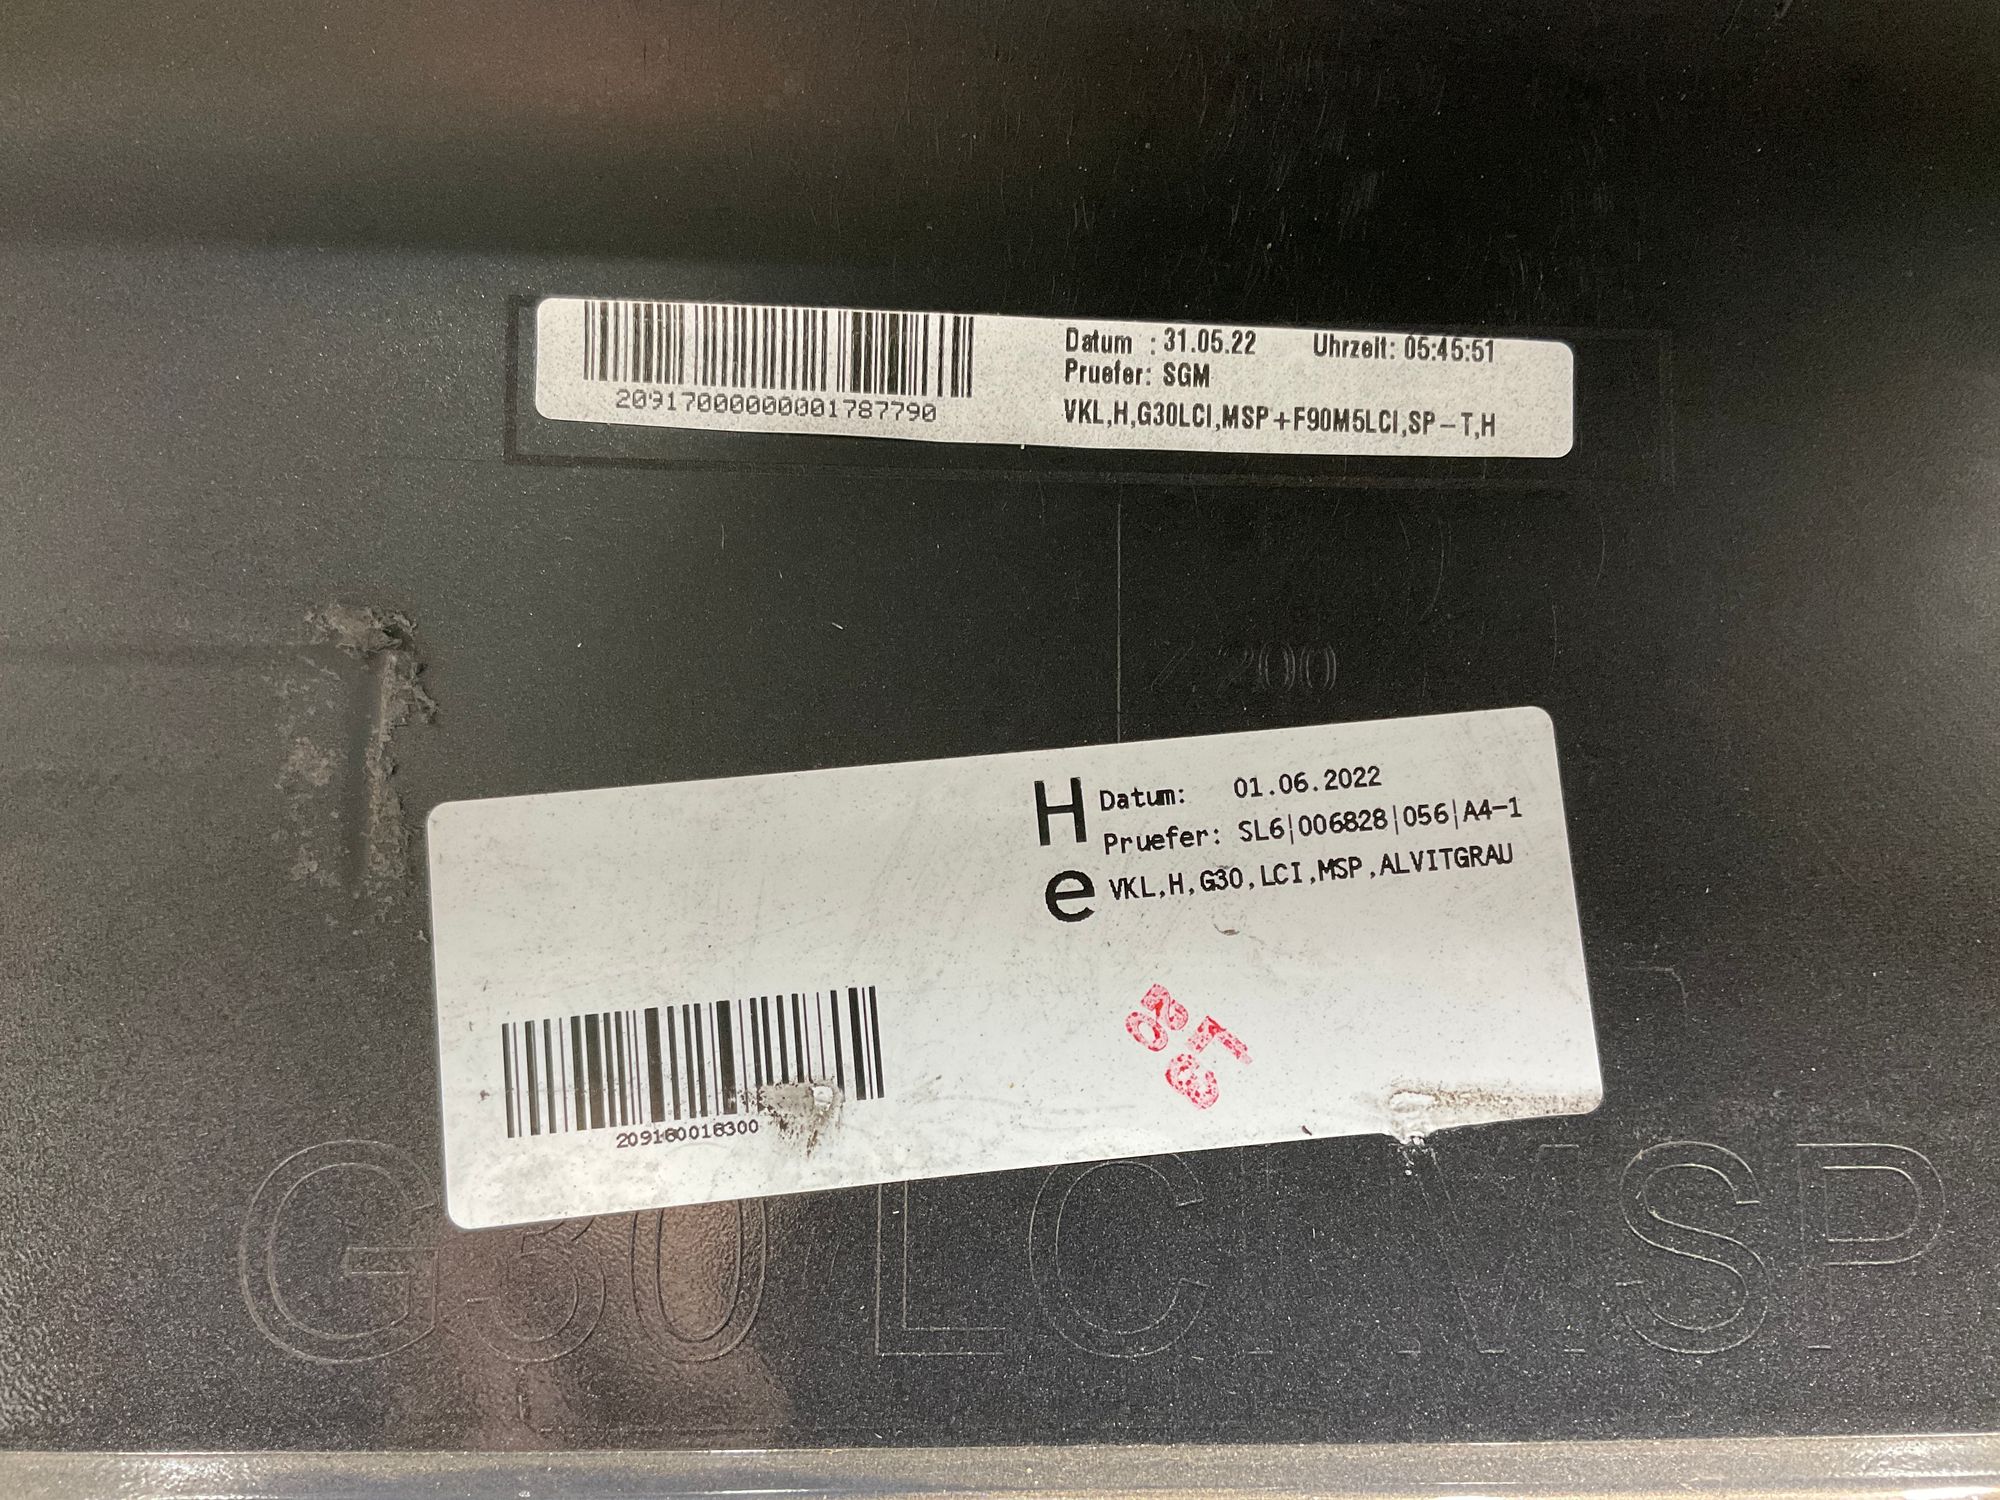 Datum : 31.05.22 Uhrzeit: 05:45:51
Pruefer: SGM
20917000000001787790
VKL,H,G30LCI,MSP+F90M5LCI,SP-T,H
H Datum: 01.06.2022
Pruefer: SL6|006828|056|A4-1
e VKL,H,G30,LCI,MSP,ALVITGRAU
209160016300
G30 LCI MSP